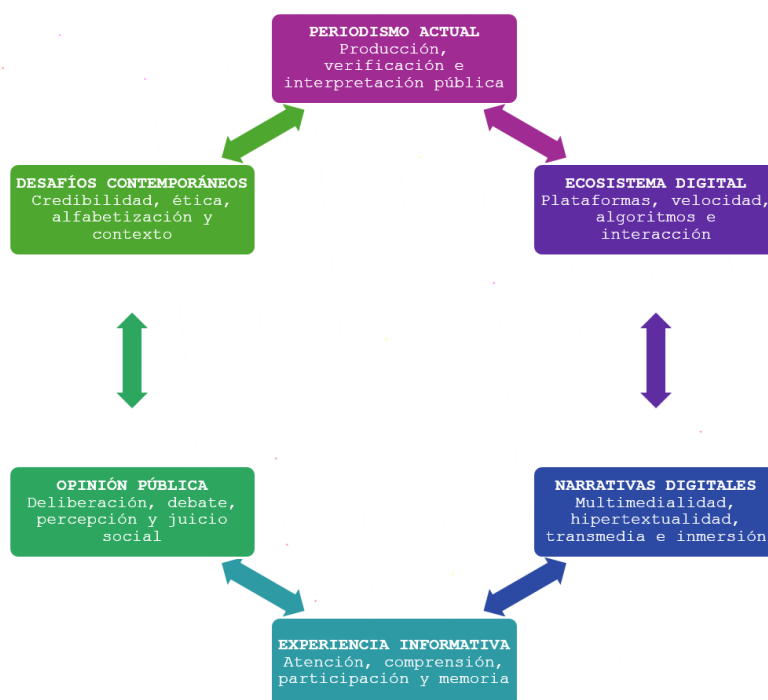 PERIODISMO ACTUAL
Producción,
verificación e
interpretación pública
DESAFÍOS CONTEMPORÁNEOS
Credibilidad, ética,
alfabetización y
contexto
ECOSISTEMA DIGITAL
Plataformas, velocidad,
algoritmos e
interacción
OPINIÓN PÚBLICA
Deliberación, debate,
percepción y juicio
social
NARRATIVAS DIGITALES
Multimedialidad,
hipertextualidad,
transmedia e inmersión
EXPERIENCIA INFORMATIVA
Atención, comprensión,
participación y memoria